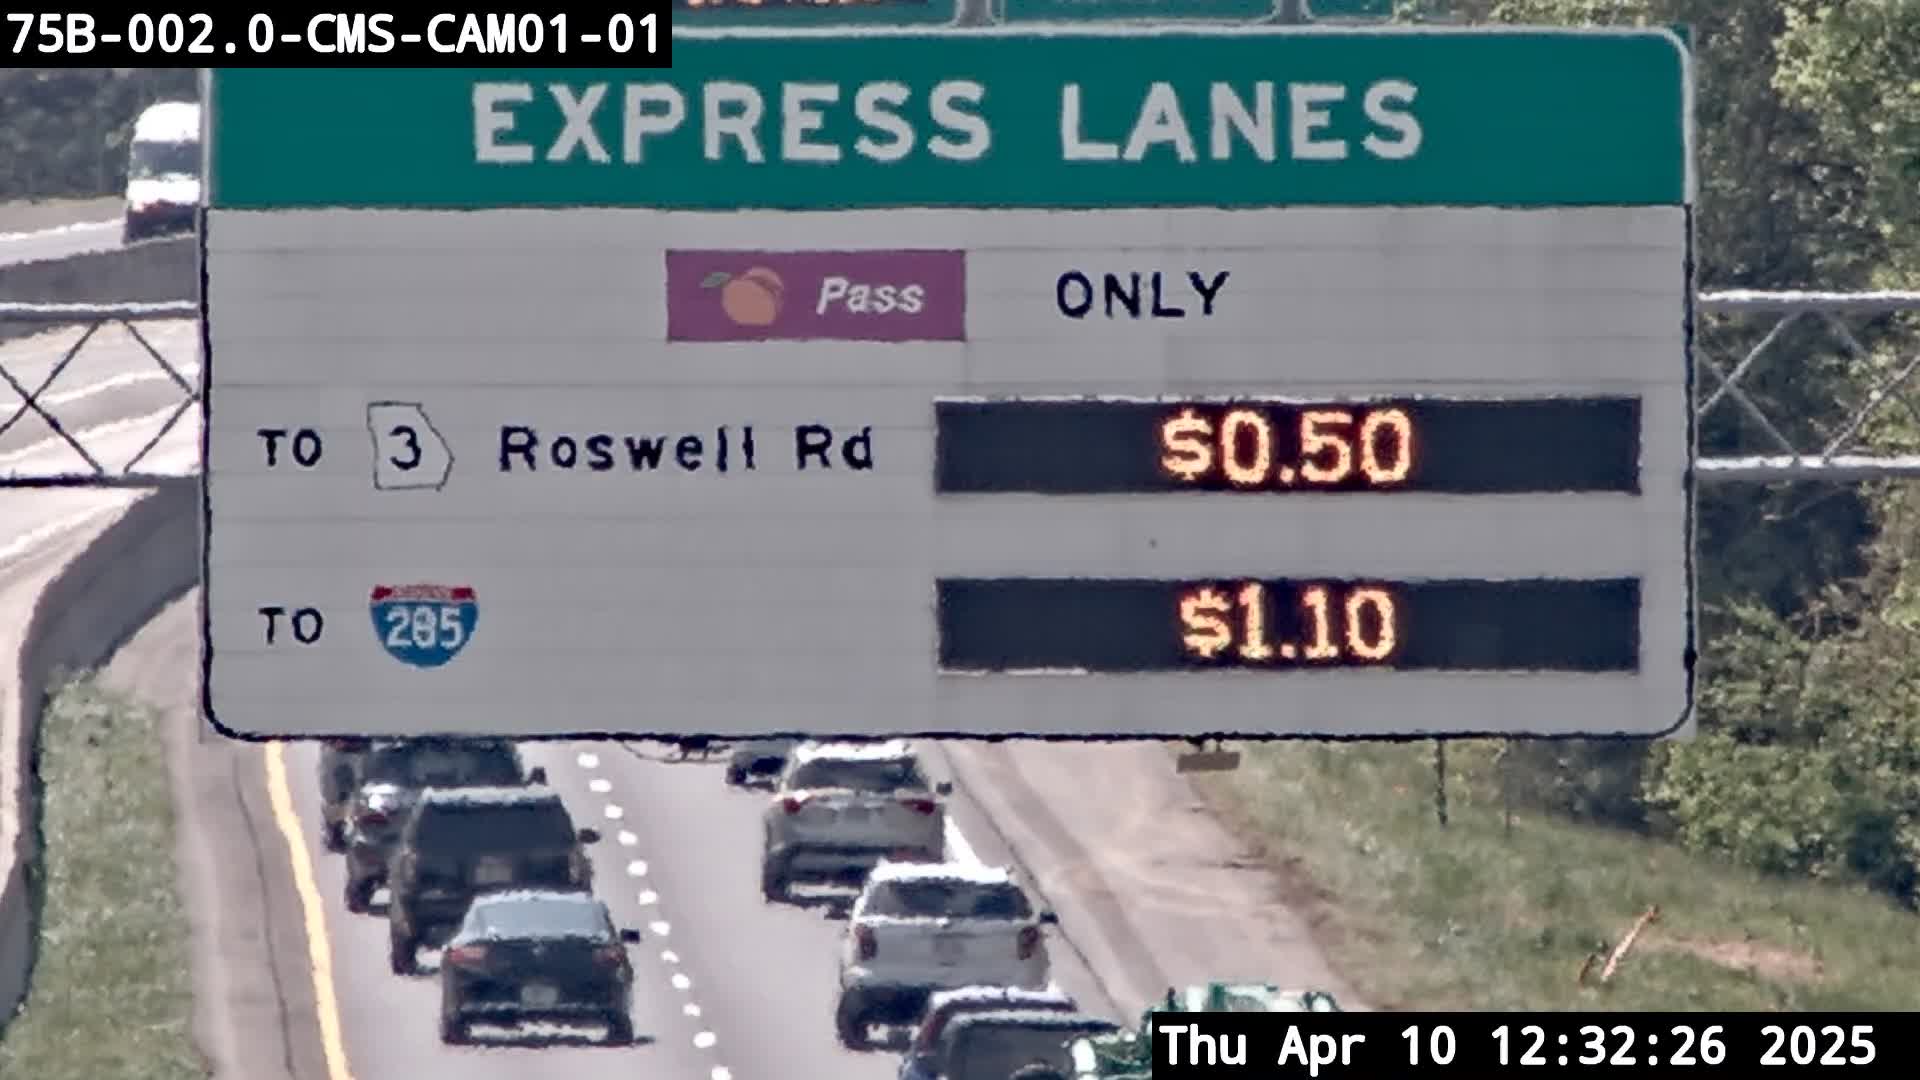 75B-002.0-CMS-CAM01-01
EXPRESS LANES
Pass ONLY
TO 3 Roswell Rd $0.50
TO 285 $1.10
Thu Apr 10 12:32:26 2025